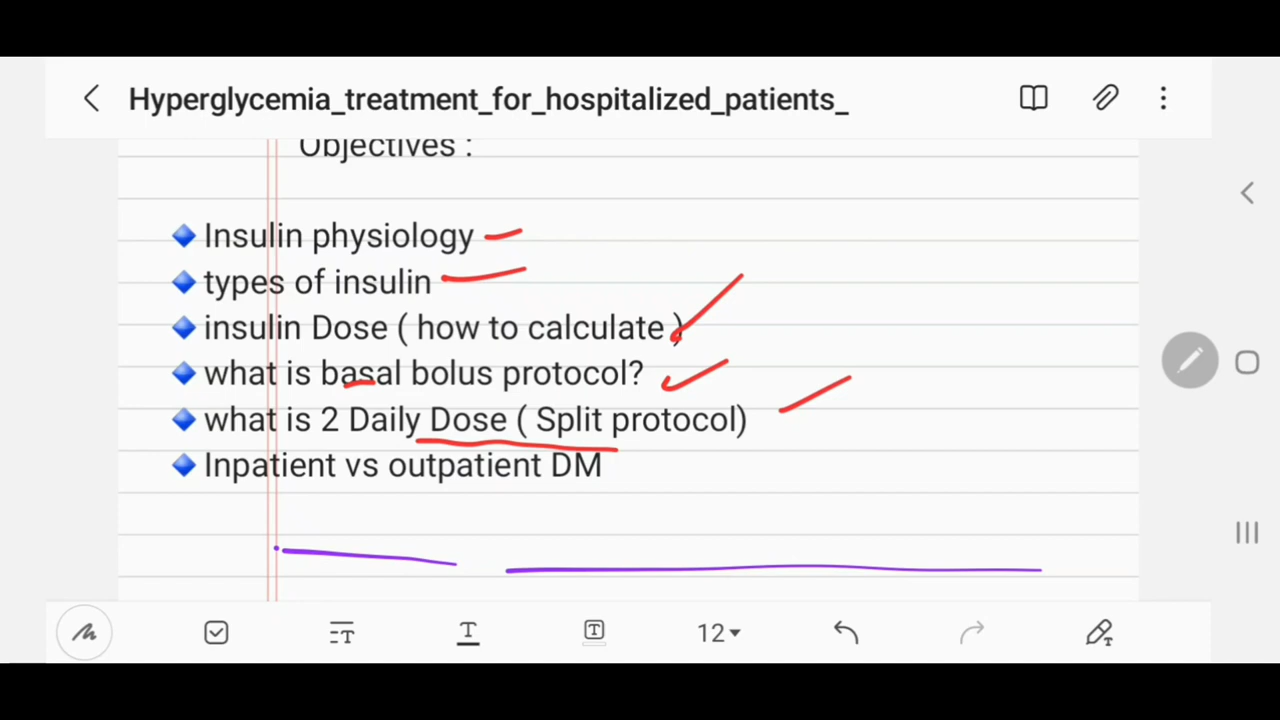 Hyperglycemia_treatment_for_hospitalized_patients_
Objectives :
Insulin physiology
types of insulin
insulin Dose ( how to calculate )
what is basal bolus protocol?
what is 2 Daily Dose ( Split protocol)
Inpatient vs outpatient DM
T T T 12 T